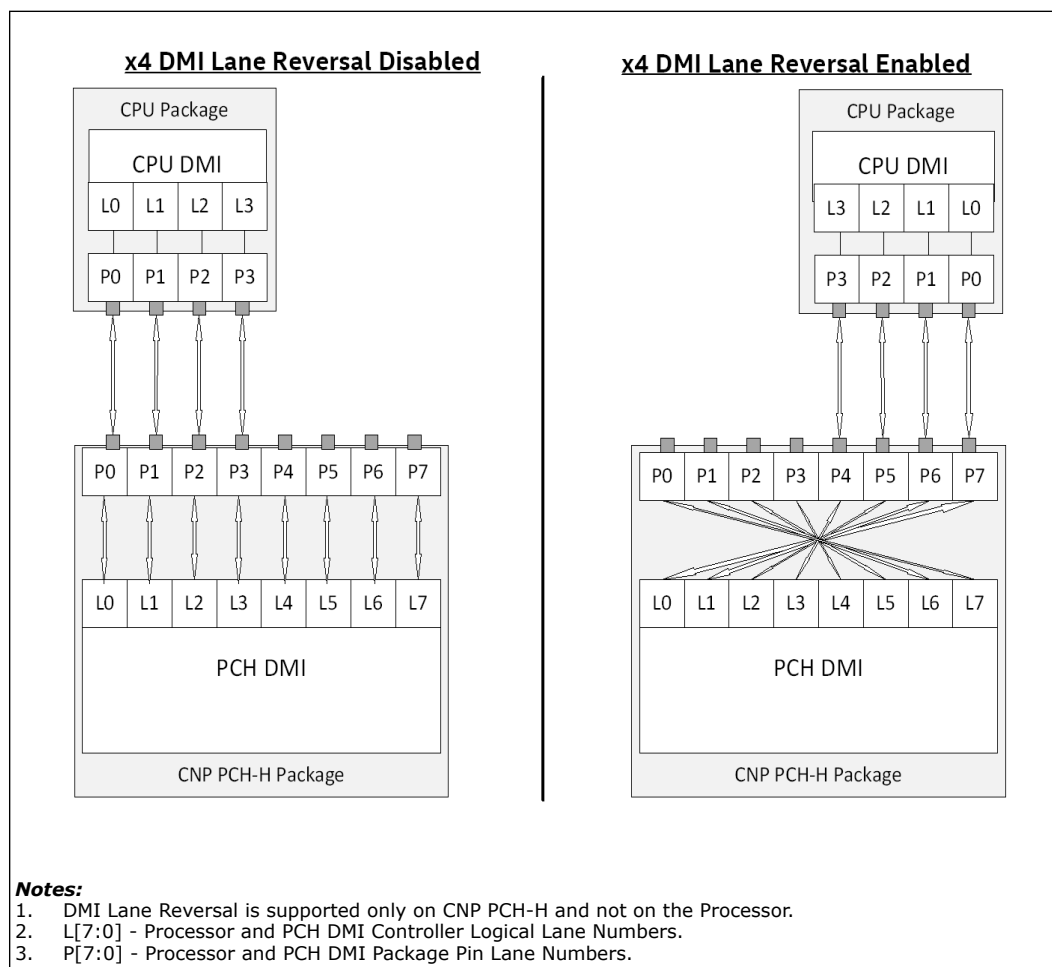 x4 DMI Lane Reversal Disabled
CPU Package
CPU DMI
L0 L1 L2 L3
P0 P1 P2 P3
P0 P1 P2 P3 P4 P5 P6 P7
L0 L1 L2 L3 L4 L5 L6 L7
PCH DMI
CNP PCH-H Package
x4 DMI Lane Reversal Enabled
CPU Package
CPU DMI
L3 L2 L1 L0
P3 P2 P1 P0
P0 P1 P2 P3 P4 P5 P6 P7
L0 L1 L2 L3 L4 L5 L6 L7
PCH DMI
CNP PCH-H Package
Notes:
1. DMI Lane Reversal is supported only on CNP PCH-H and not on the Processor.
2. L[7:0] - Processor and PCH DMI Controller Logical Lane Numbers.
3. P[7:0] - Processor and PCH DMI Package Pin Lane Numbers.